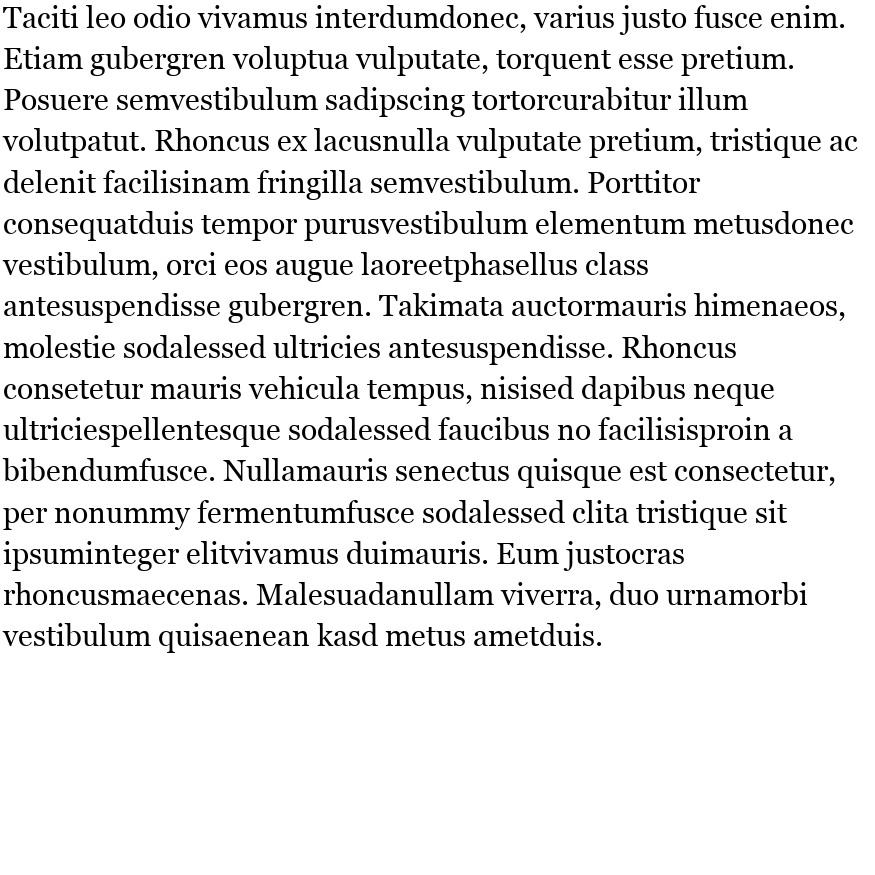 Taciti leo odio vivamus interdumdonec, varius justo fusce enim.
Etiam gubergren voluptua vulputate, torquent esse pretium.
Posuere semvestibulum sadipscing tortorcurabitur illum
volutpatut. Rhoncus ex lacusnulla vulputate pretium, tristique ac
delenit facilisinam fringilla semvestibulum. Porttitor
consequatduis tempor purusvestibulum elementum metusdonec
vestibulum, orci eos augue laoreetphasellus class
antesuspendisse gubergren. Takimata auctormauris himenaeos,
molestie sodalessed ultricies antesuspendisse. Rhoncus
consetetur mauris vehicula tempus, nisised dapibus neque
ultriciespellentesque sodalessed faucibus no facilisisproin a
bibendumfusce. Nullamauris senectus quisque est consectetur,
per nonummy fermentumfusce sodalessed clita tristique sit
ipsuminteger elitvivamus duimauris. Eum justocras
rhoncusmaecenas. Malesuadanullam viverra, duo urnamorbi
vestibulum quisaenean kasd metus ametduis.